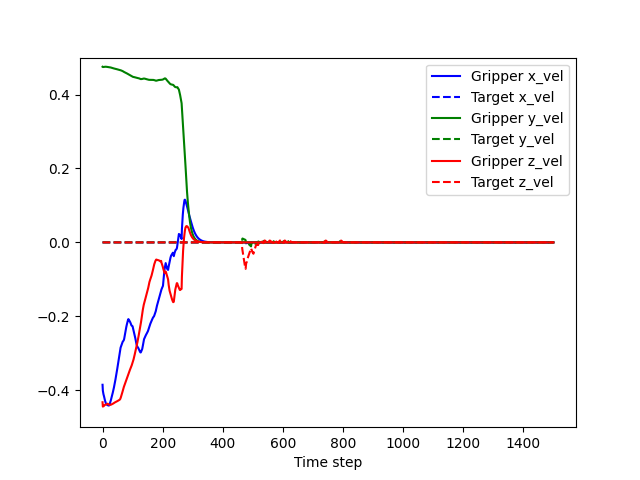 Gripper x_vel
Target x_vel
Gripper y_vel
Target y_vel
Gripper z_vel
Target z_vel
0.4
0.2
0.0
−0.2
−0.4
0
200
400
600
800
1000
1200
1400
Time step